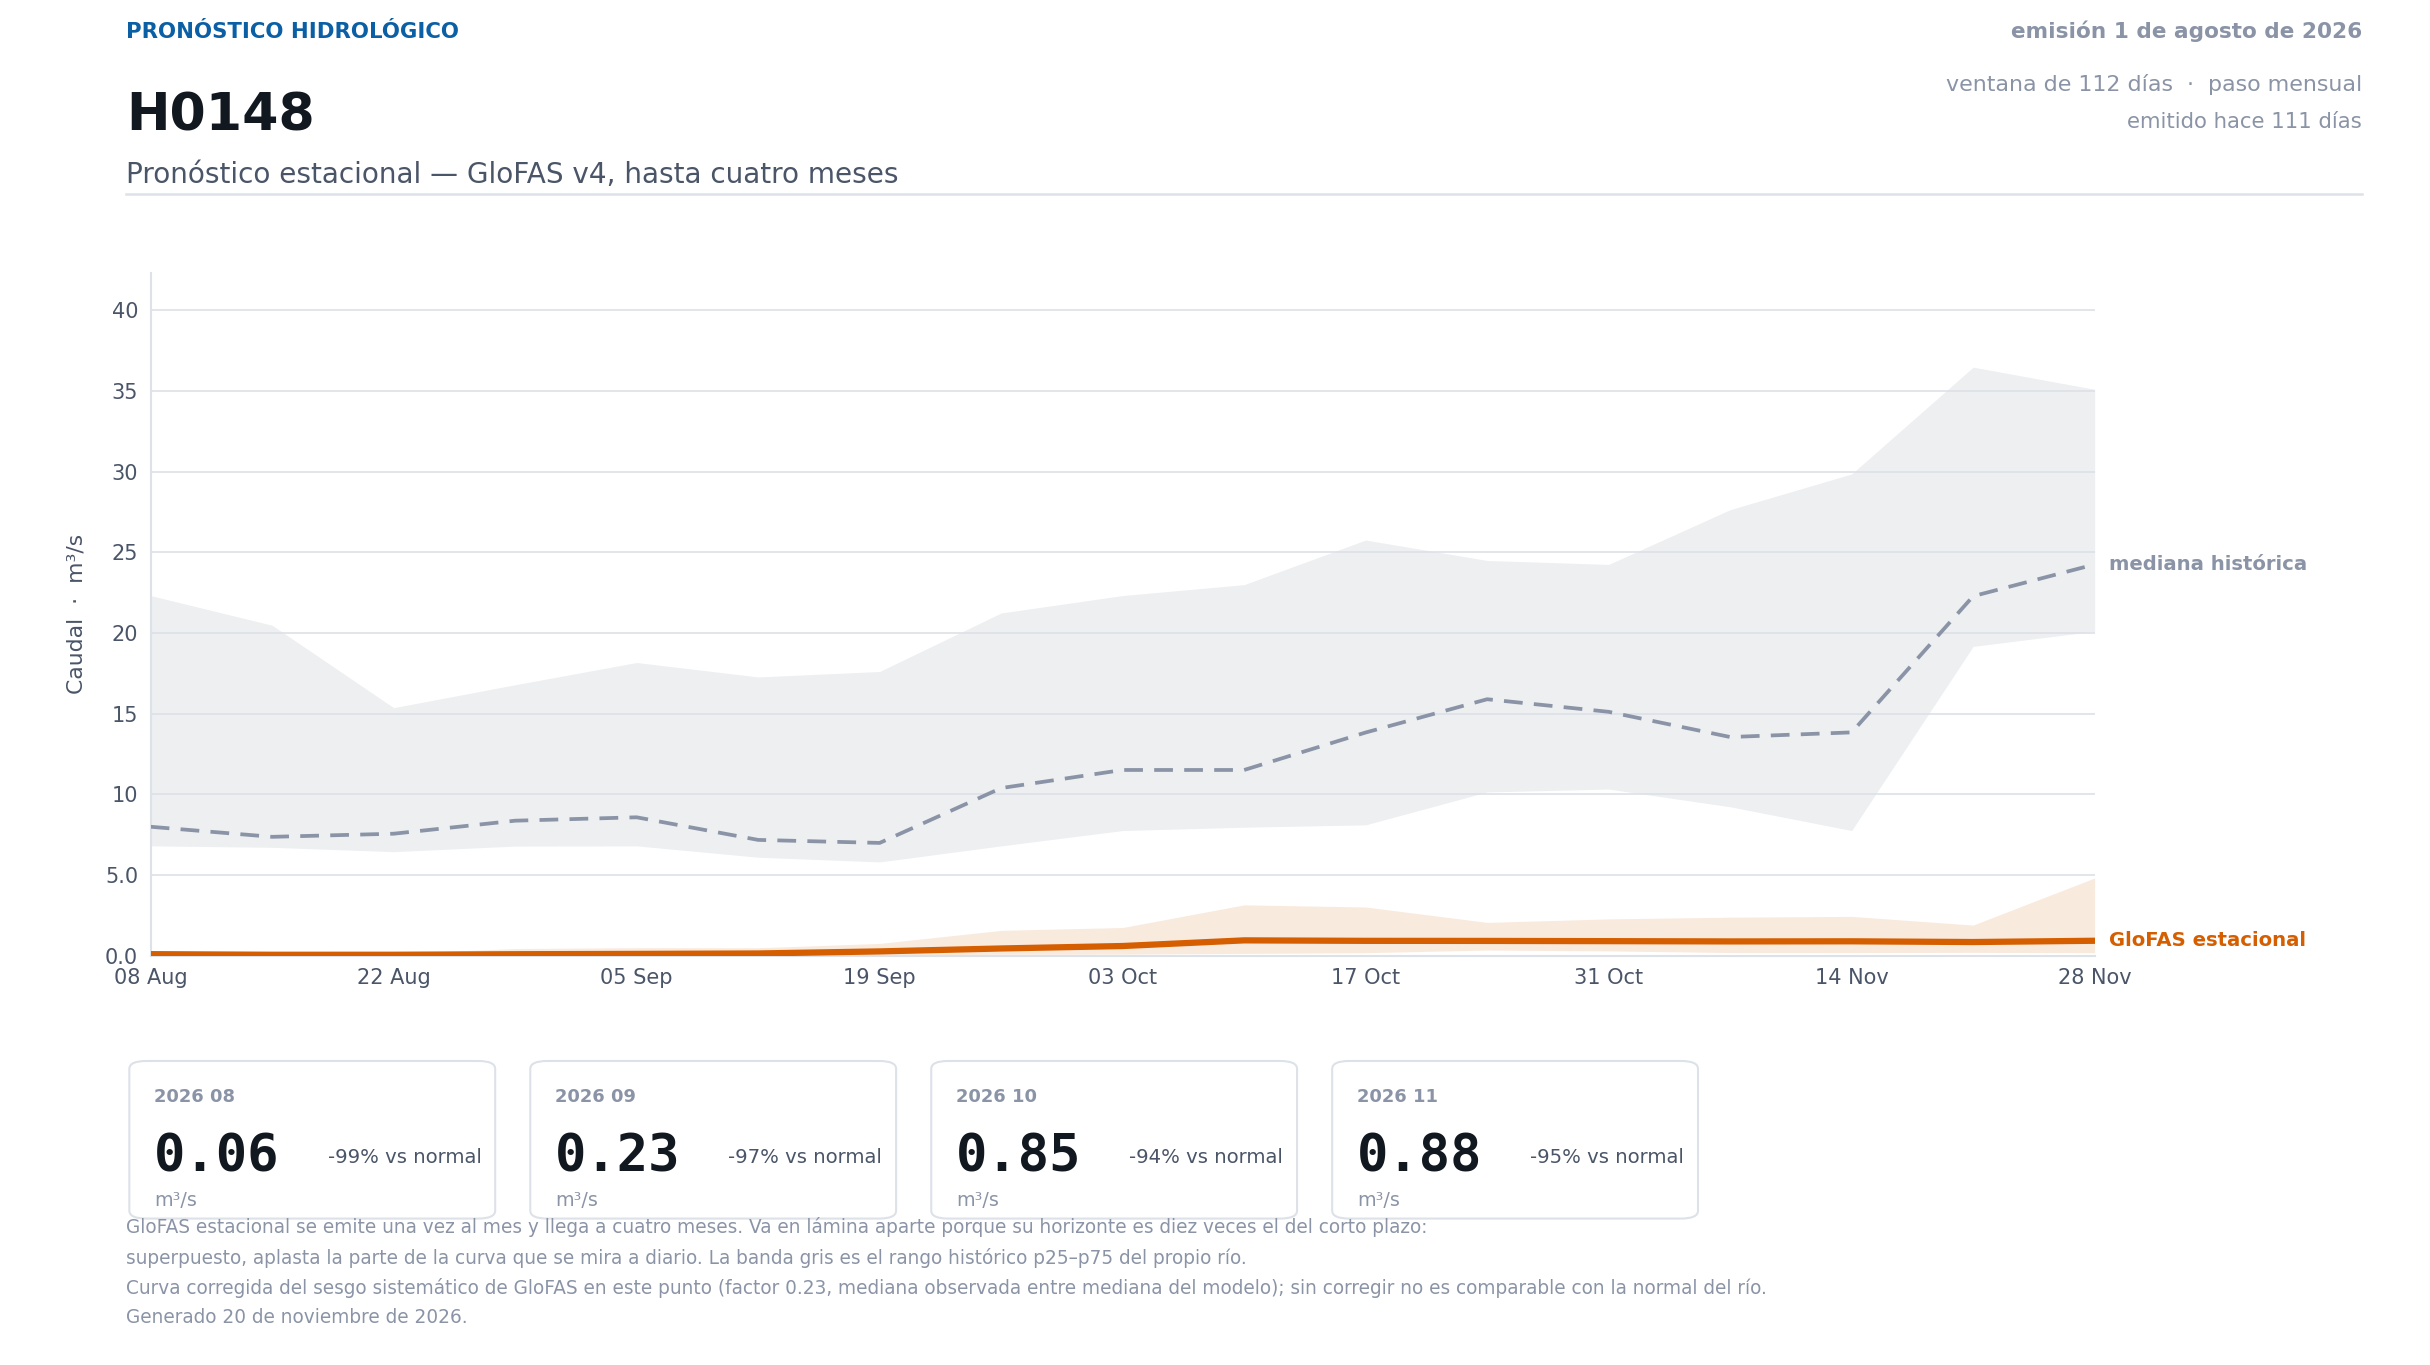 PRONÓSTICO HIDROLÓGICO
emisión 1 de agosto de 2026
H0148
ventana de 112 días · paso mensual
emitido hace 111 días
Pronóstico estacional — GloFAS v4, hasta cuatro meses
Caudal · m³/s
40
35
30
25
20
15
10
5.0
0.0
mediana histórica
GloFAS estacional
08 Aug
22 Aug
05 Sep
19 Sep
03 Oct
17 Oct
31 Oct
14 Nov
28 Nov
2026 08
0.06
-99% vs normal
m³/s
2026 09
0.23
-97% vs normal
m³/s
2026 10
0.85
-94% vs normal
m³/s
2026 11
0.88
-95% vs normal
m³/s
GloFAS estacional se emite una vez al mes y llega a cuatro meses. Va en lámina aparte porque su horizonte es diez veces el del corto plazo:
superpuesto, aplasta la parte de la curva que se mira a diario. La banda gris es el rango histórico p25–p75 del propio río.
Curva corregida del sesgo sistemático de GloFAS en este punto (factor 0.23, mediana observada entre mediana del modelo); sin corregir no es comparable con la normal del río.
Generado 20 de noviembre de 2026.